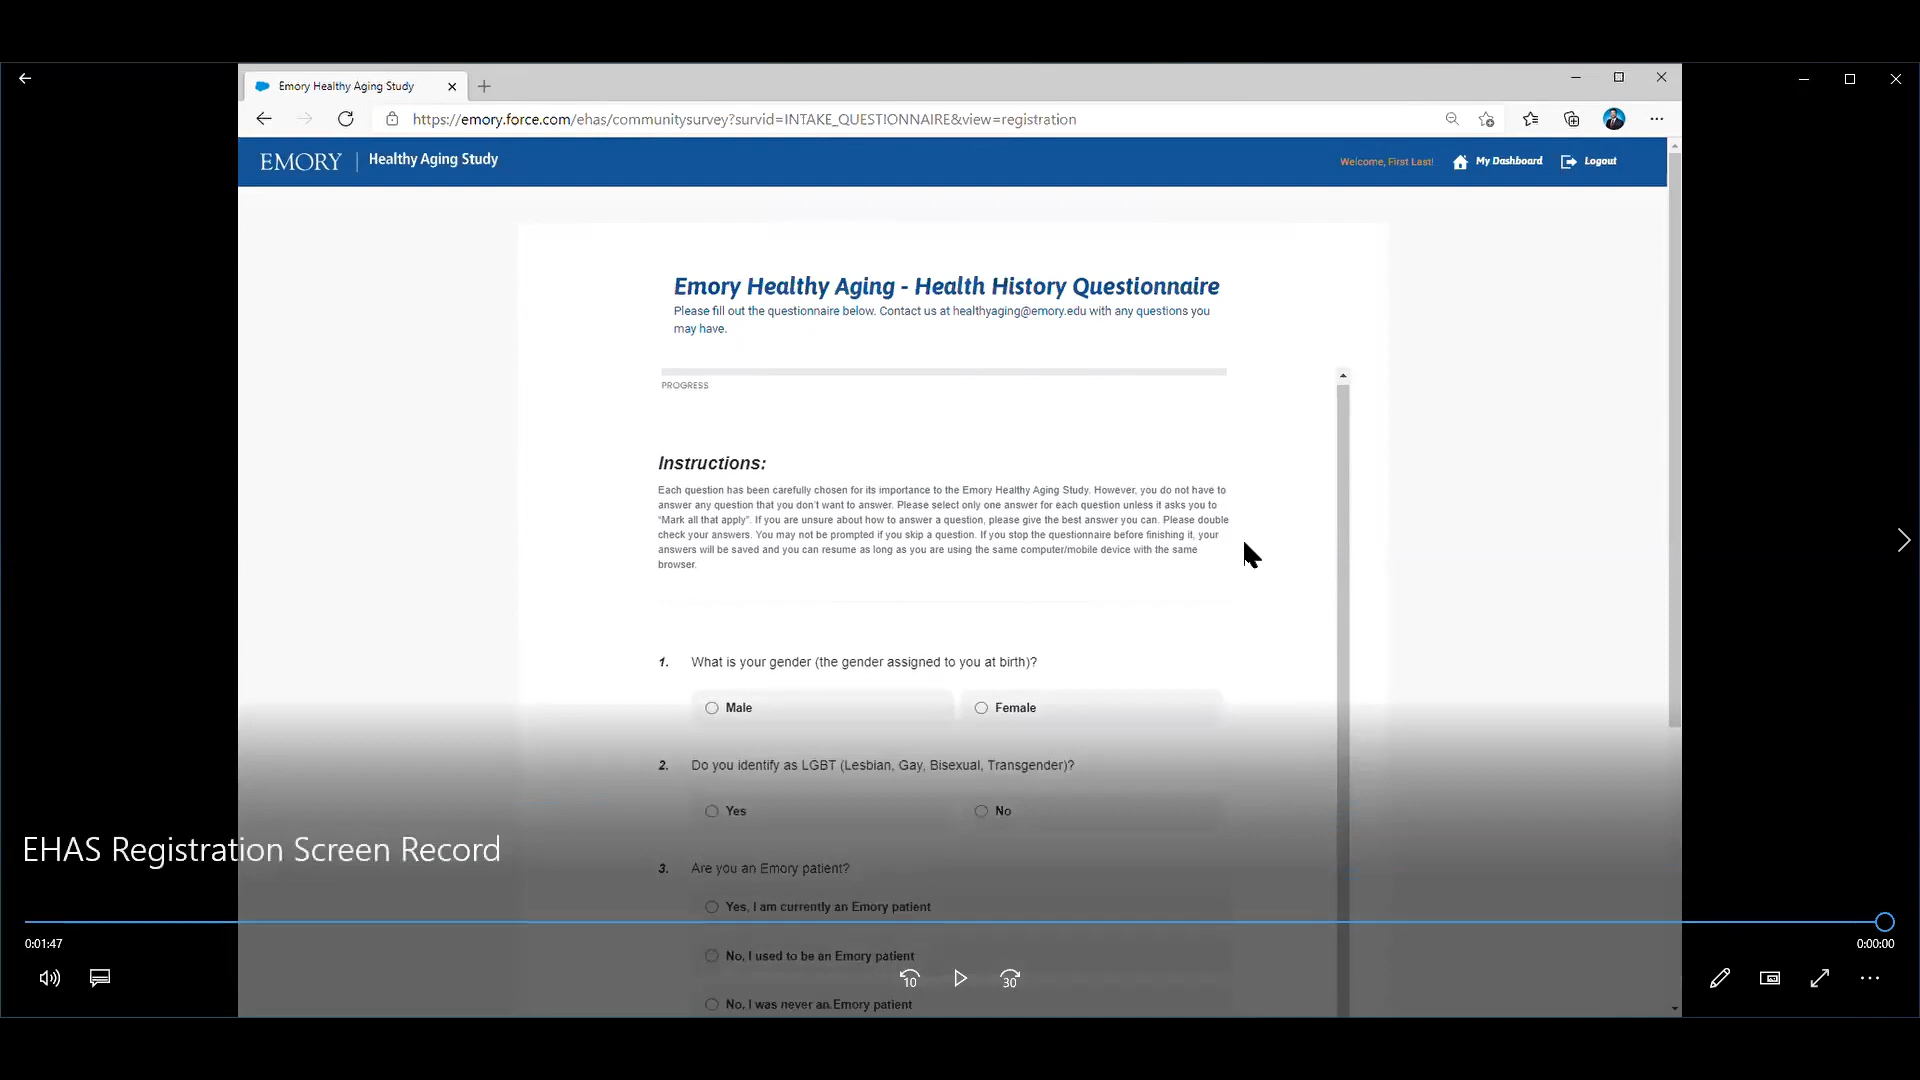 Emory Healthy Aging Study
https://emory.force.com/ehas/communitysurvey?survid=INTAKE_QUESTIONNAIRE&view=registration
EMORY | Healthy Aging Study
Welcome, First Last!
My Dashboard
Logout
Emory Healthy Aging - Health History Questionnaire
Please fill out the questionnaire below. Contact us at healthyaging@emory.edu with any questions you
may have.
PROGRESS
Instructions:
Each question has been carefully chosen for its importance to the Emory Healthy Aging Study. However, you do not have to
answer any question that you don't want to answer. Please select only one answer for each question unless it asks you to
"Mark all that apply". If you are unsure about how to answer a question, please give the best answer you can. Please double
check your answers. You may not be prompted if you skip a question. If you stop the questionnaire before finishing it, your
answers will be saved and you can resume as long as you are using the same computer/mobile device with the same
browser.
1. What is your gender (the gender assigned to you at birth)?
Male
Female
2. Do you identify as LGBT (Lesbian, Gay, Bisexual, Transgender)?
Yes
No
EHAS Registration Screen Record
3. Are you an Emory patient?
Yes, I am currently an Emory patient
0:01:47
0:00:00
No, I used to be an Emory patient
10
30
No, I was never an Emory patient